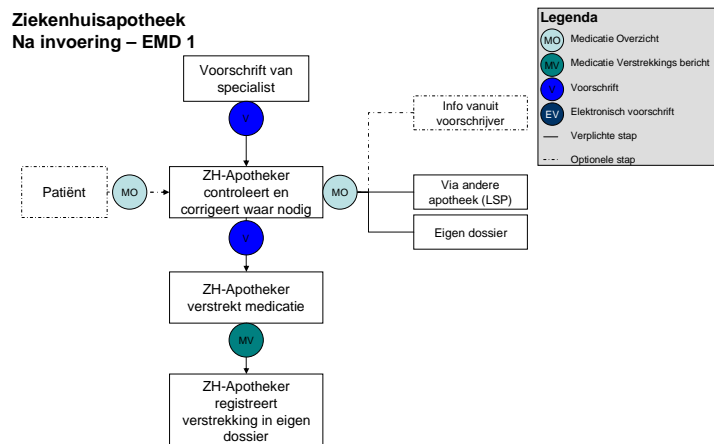 Ziekenhuisapotheek
Na invoering – EMD 1
Legenda
MO Medicatie Overzicht
MV Medicatie Verstrekkings bericht
V Voorschrift
EV Elektronisch voorschrift
Verplichte stap
Optionele stap
Voorschrift van
specialist
V
Info vanuit
voorschrijver
Patiënt
MO
ZH-Apotheker
controleert en
corrigeert waar nodig
MO
Via andere
apotheek (LSP)
Eigen dossier
V
ZH-Apotheker
verstrekt medicatie
MV
ZH-Apotheker
registreert
verstrekking in eigen
dossier